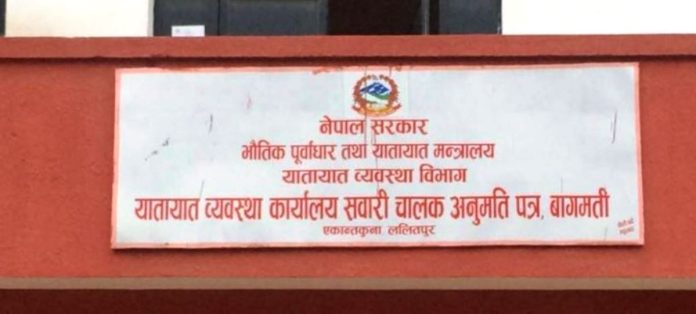 नेपाल सरकार
भौतिक पूर्वाधार तथा यातायात मन्त्रालय
यातायात व्यवस्था विभाग
यातायात व्यवस्था कार्यालय सवारी चालक अनुमति पत्र, बागमती
एकान्तकुना ललितपुर